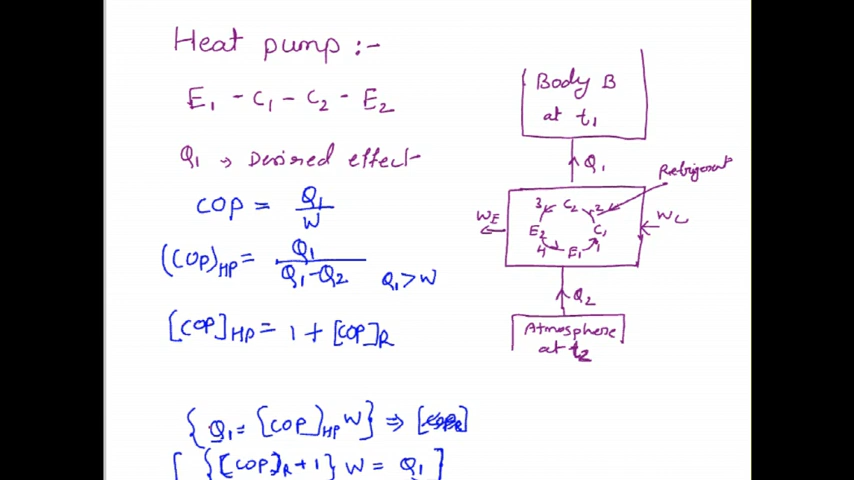 Heat pump :-
E₁ - C₁ - C₂ - E₂
Q₁ → Desired effect
COP = Q₁/W
(COP)HP = Q₁/(Q₁-Q₂) Q₁>W
[COP]HP = 1 + [COP]R
{Q₁ = [COP]HP W} ⇒
[ {[COP]R + 1} W = Q₁ ]
Body B
at t₁
Q₁
Refrigerant
WE
WC
3 C₂ 2
E₂ C₁
4 E₁ 1
Q₂
Atmosphere
at t₂